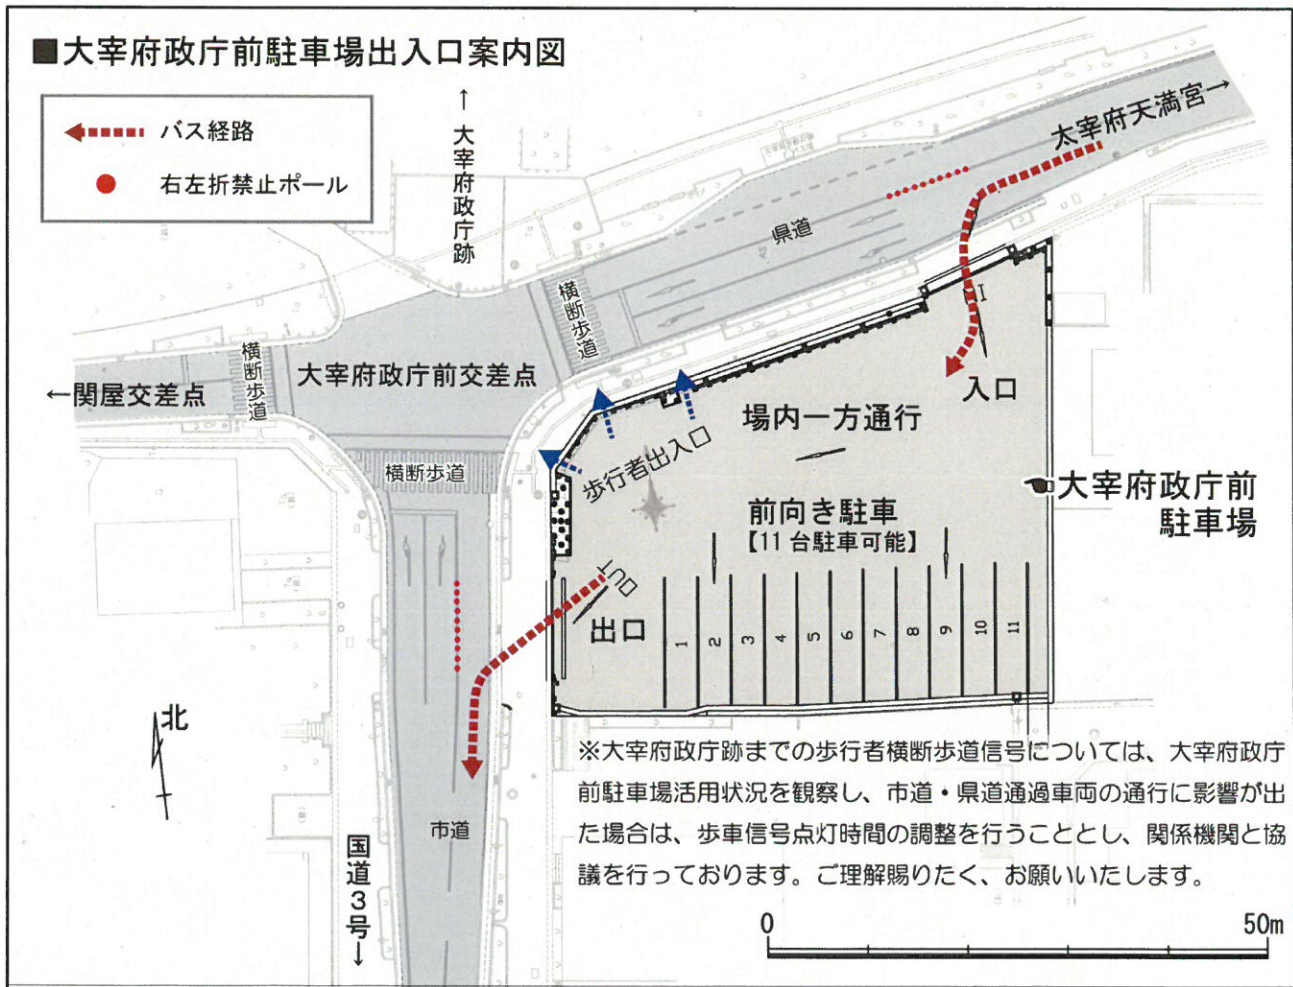 ■大宰府政庁前駐車場出入口案内図
バス経路
右左折禁止ポール
↑大宰府政庁跡
太宰府天満宮→
県道
横断歩道
横断歩道
大宰府政庁前交差点
←関屋交差点
入口
場内一方通行
歩行者出入口
横断歩道
大宰府政庁前
駐車場
前向き駐車
【11台駐車可能】
出口
1
2
3
4
5
6
7
8
9
10
11
北
市道
国道3号↓
※大宰府政庁跡までの歩行者横断歩道信号については、大宰府政庁
前駐車場活用状況を観察し、市道・県道通過車両の通行に影響が出
た場合は、歩車信号点灯時間の調整を行うこととし、関係機関と協
議を行っております。ご理解賜りたく、お願いいたします。
0
50m